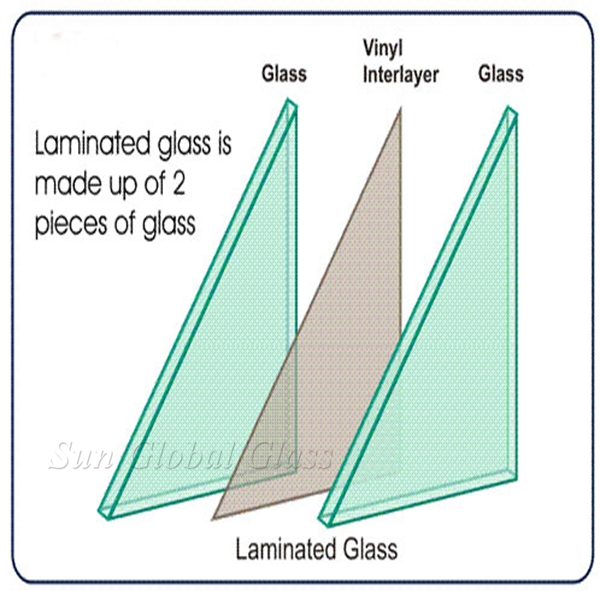 Glass
Vinyl
Interlayer
Glass
Laminated glass is
made up of 2
pieces of glass
Sun Global Glass
Laminated Glass